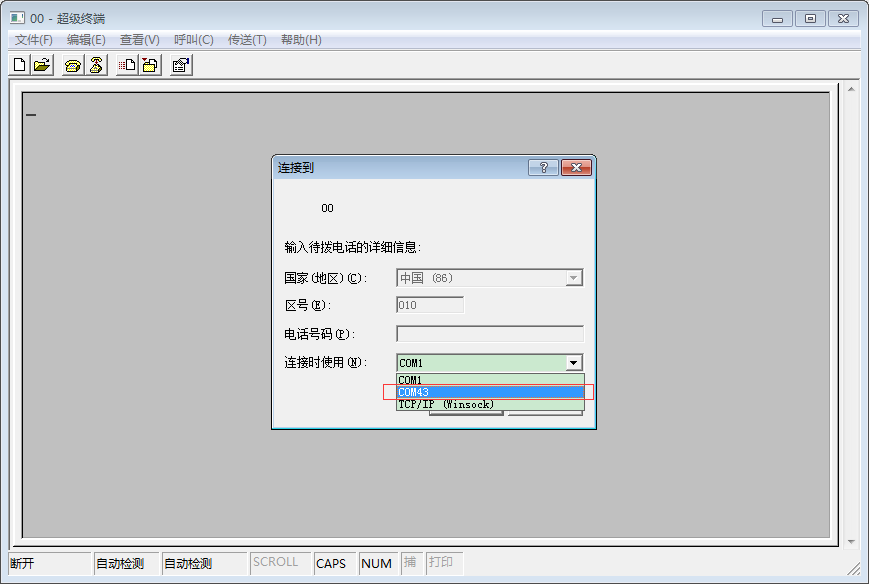 00 - 超级终端
文件(F) 编辑(E) 查看(V) 呼叫(C) 传送(T) 帮助(H)
连接到
00
输入待拨电话的详细信息:
国家(地区)(C): 中国 (86)
区号(E): 010
电话号码(P):
连接时使用(N): COM1
COM1
COM43
TCP/IP (Winsock)
断开 自动检测 自动检测 SCROLL CAPS NUM 捕 打印